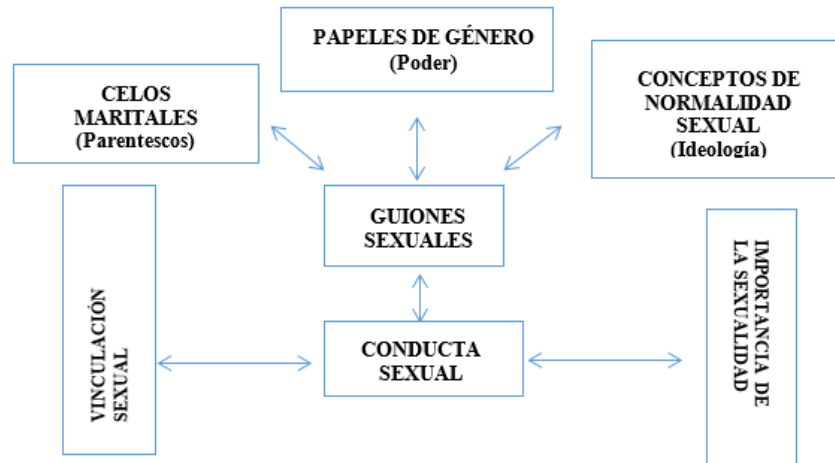 PAPELES DE GÉNERO
(Poder)
CELOS
MARITALES
(Parentescos)
CONCEPTOS DE
NORMALIDAD
SEXUAL
(Ideología)
GUIONES
SEXUALES
VINCULACIÓN
SEXUAL
CONDUCTA
SEXUAL
IMPORTANCIA DE
LA SEXUALIDAD